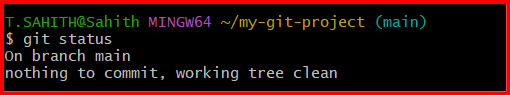 T.SAHITH@Sahith MINGW64 ~/my-git-project (main)
$ git status
On branch main
nothing to commit, working tree clean